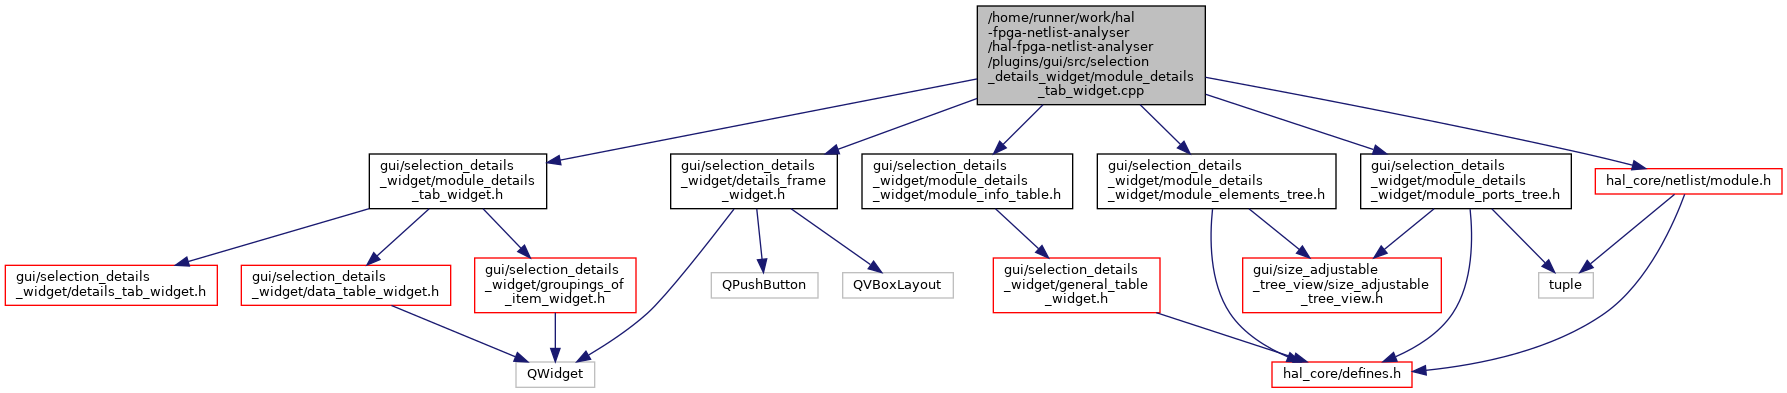 /home/runner/work/hal
-fpga-netlist-analyser
/hal-fpga-netlist-analyser
/plugins/gui/src/selection
_details_widget/module_details
_tab_widget.cpp
gui/selection_details
_widget/module_details
_tab_widget.h
gui/selection_details
_widget/details_frame
_widget.h
gui/selection_details
_widget/module_details
_widget/module_info_table.h
gui/selection_details
_widget/module_details
_widget/module_elements_tree.h
gui/selection_details
_widget/module_details
_widget/module_ports_tree.h
hal_core/netlist/module.h
gui/selection_details
_widget/details_tab_widget.h
gui/selection_details
_widget/data_table_widget.h
gui/selection_details
_widget/groupings_of
_item_widget.h
QPushButton
QVBoxLayout
gui/selection_details
_widget/general_table
_widget.h
gui/size_adjustable
_tree_view/size_adjustable
_tree_view.h
tuple
QWidget
hal_core/defines.h